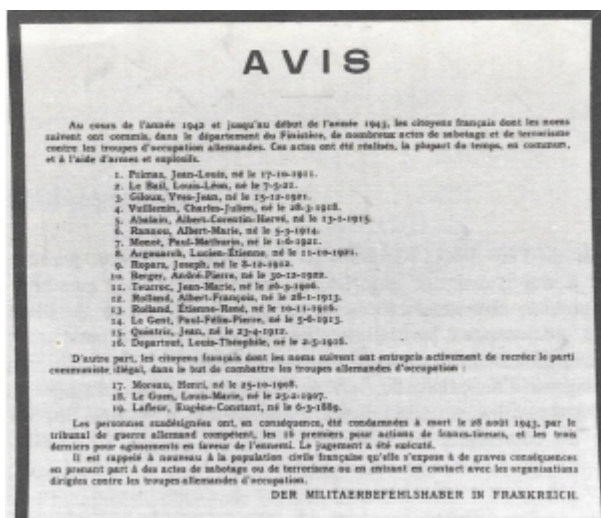 AVIS
Au cours de l'année 1942 et jusqu'au début de l'année 1943, les citoyens français dont les noms
suivent ont commis, dans le département du Finistère, de nombreux actes de sabotage et de terrorisme
contre les troupes d'occupation allemandes. Ces actes ont été réalisés, la plupart du temps, en commun,
et à l'aide d'armes et explosifs.
1. Primas, Jean-Louis, né le 17-10-1911.
2. Le Bail, Louis-Léon, né le 7-5-21.
3. Giloux, Yves-Jean, né le 15-12-1921.
4. Vuillemin, Charles-Julien, né le 28-3-1918.
5. Abalain, Albert-Corentin-Hervé, né le 13-1-1915.
6. Rannou, Albert-Marie, né le 5-3-1914.
7. Monot, Paul-Mathurin, né le 1-6-1921.
8. Argouarch, Lucien-Étienne, né le 11-10-1921.
9. Ropars, Joseph, né le 8-12-1912.
10. Berger, André-Pierre, né le 30-12-1922.
11. Tourroc, Jean-Marie, né le 26-3-1906.
12. Rolland, Albert-François, né le 28-1-1913.
13. Rolland, Étienne-René, né le 10-11-1916.
14. Le Gent, Paul-Félix-Pierre, né le 5-6-1913.
15. Quintric, Jean, né le 23-4-1912.
16. Departout, Louis-Théophile, né le 2-5-1916.
D'autre part, les citoyens français dont les noms suivent ont entrepris activement de recréer le parti
communiste illégal, dans le but de combattre les troupes allemandes d'occupation :
17. Moreau, Henri, né le 25-10-1908.
18. Le Guen, Louis-Marie, né le 25-2-1907.
19. Lafleur, Eugène-Constant, né le 6-3-1889.
Les personnes susdésignées ont, en conséquence, été condamnées à mort le 28 août 1943, par le
tribunal de guerre allemand compétent, les 16 premiers pour actions de francs-tireurs, et les trois
derniers pour agissements en faveur de l'ennemi. Le jugement a été exécuté.
Il est rappelé à nouveau à la population civile française qu'elle s'expose à de graves conséquences
en prenant part à des actes de sabotage ou de terrorisme ou en entrant en contact avec les organisations
dirigées contre les troupes allemandes d'occupation.
DER MILITAERBEFEHLSHABER IN FRANKREICH.